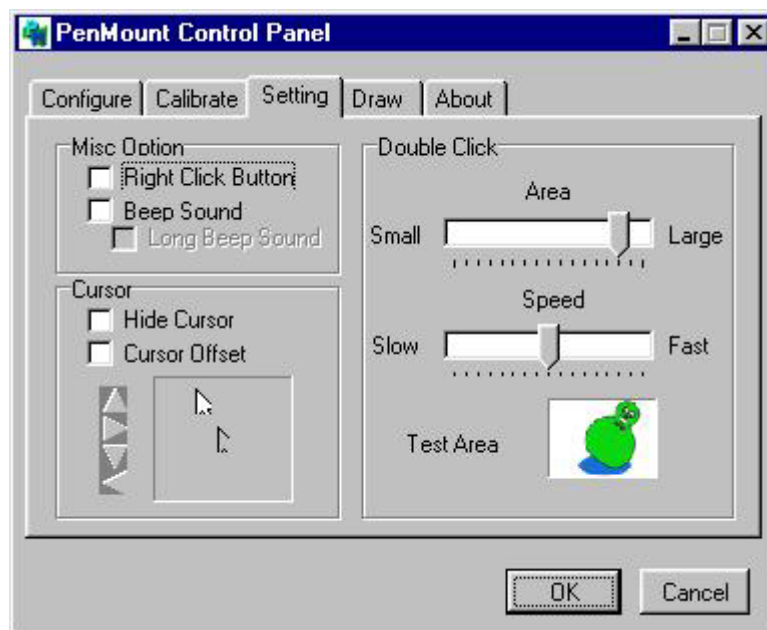 PenMount Control Panel
Configure Calibrate Setting Draw About
Misc Option
Right Click Button
Beep Sound
Long Beep Sound
Cursor
Hide Cursor
Cursor Offset
Double Click
Area
Small Large
Speed
Slow Fast
Test Area
OK Cancel